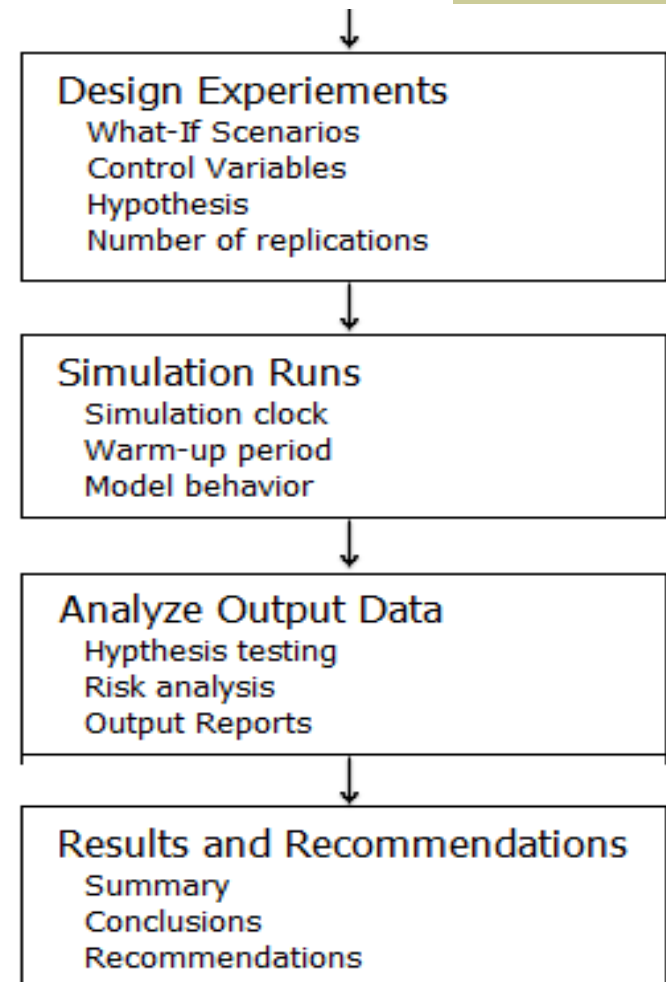 Design Experiements
What-If Scenarios
Control Variables
Hypothesis
Number of replications
Simulation Runs
Simulation clock
Warm-up period
Model behavior
Analyze Output Data
Hypthesis testing
Risk analysis
Output Reports
Results and Recommendations
Summary
Conclusions
Recommendations